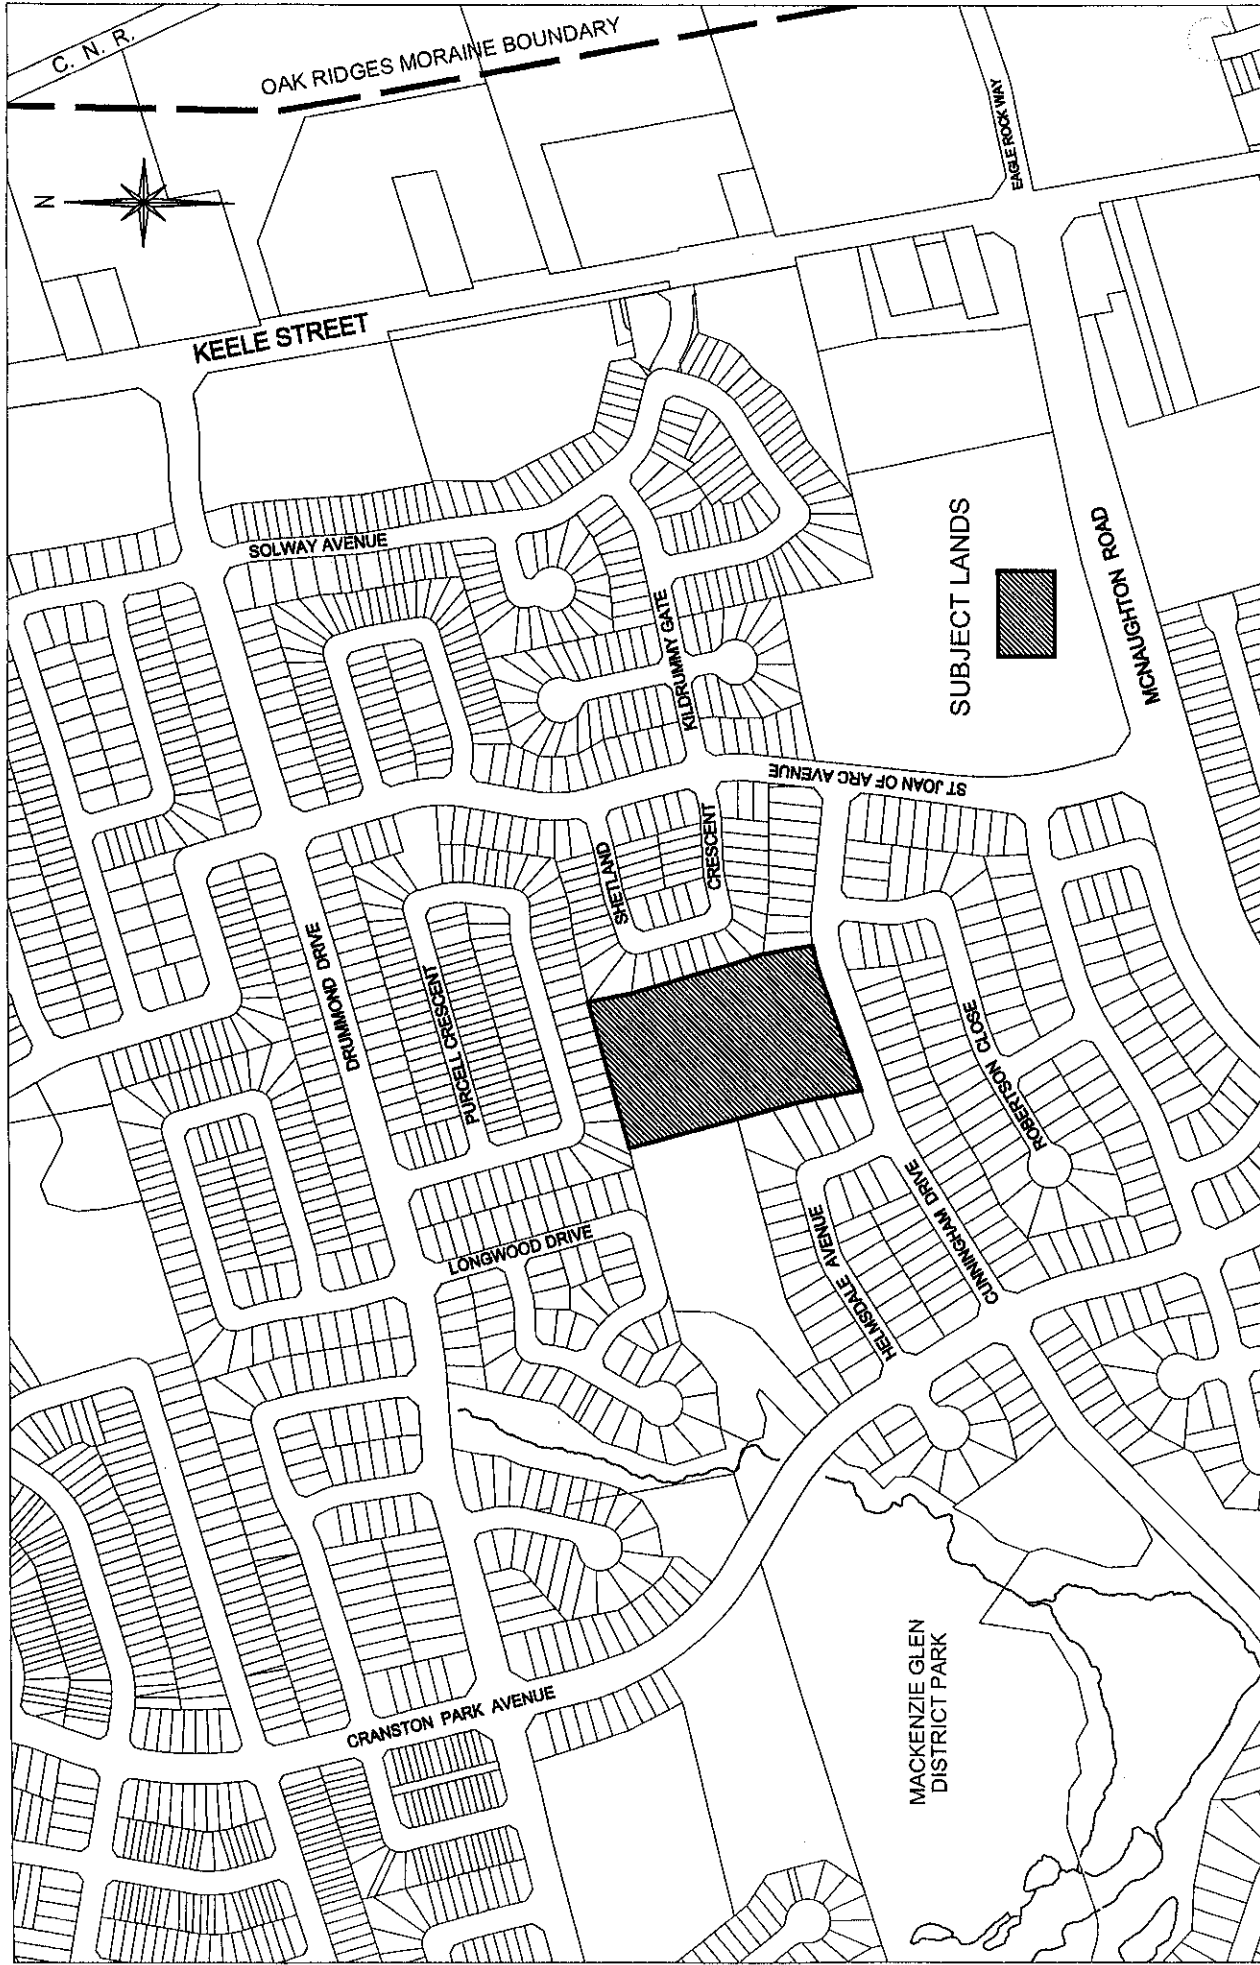 C. N. R.
OAK RIDGES MORAINE BOUNDARY
N
EAGLE ROCK WAY
KEELE STREET
SOLWAY AVENUE
KILDRUMMY GATE
SUBJECT LANDS
MCNAUGHTON ROAD
ST JOAN OF ARC AVENUE
SHETLAND
CRESCENT
DRUMMOND DRIVE
PURCELL CRESCENT
ROBERTSON CLOSE
LONGWOOD DRIVE
HELMSDALE AVENUE
CUNNINGHAM DRIVE
CRANSTON PARK AVENUE
MACKENZIE GLEN
DISTRICT PARK